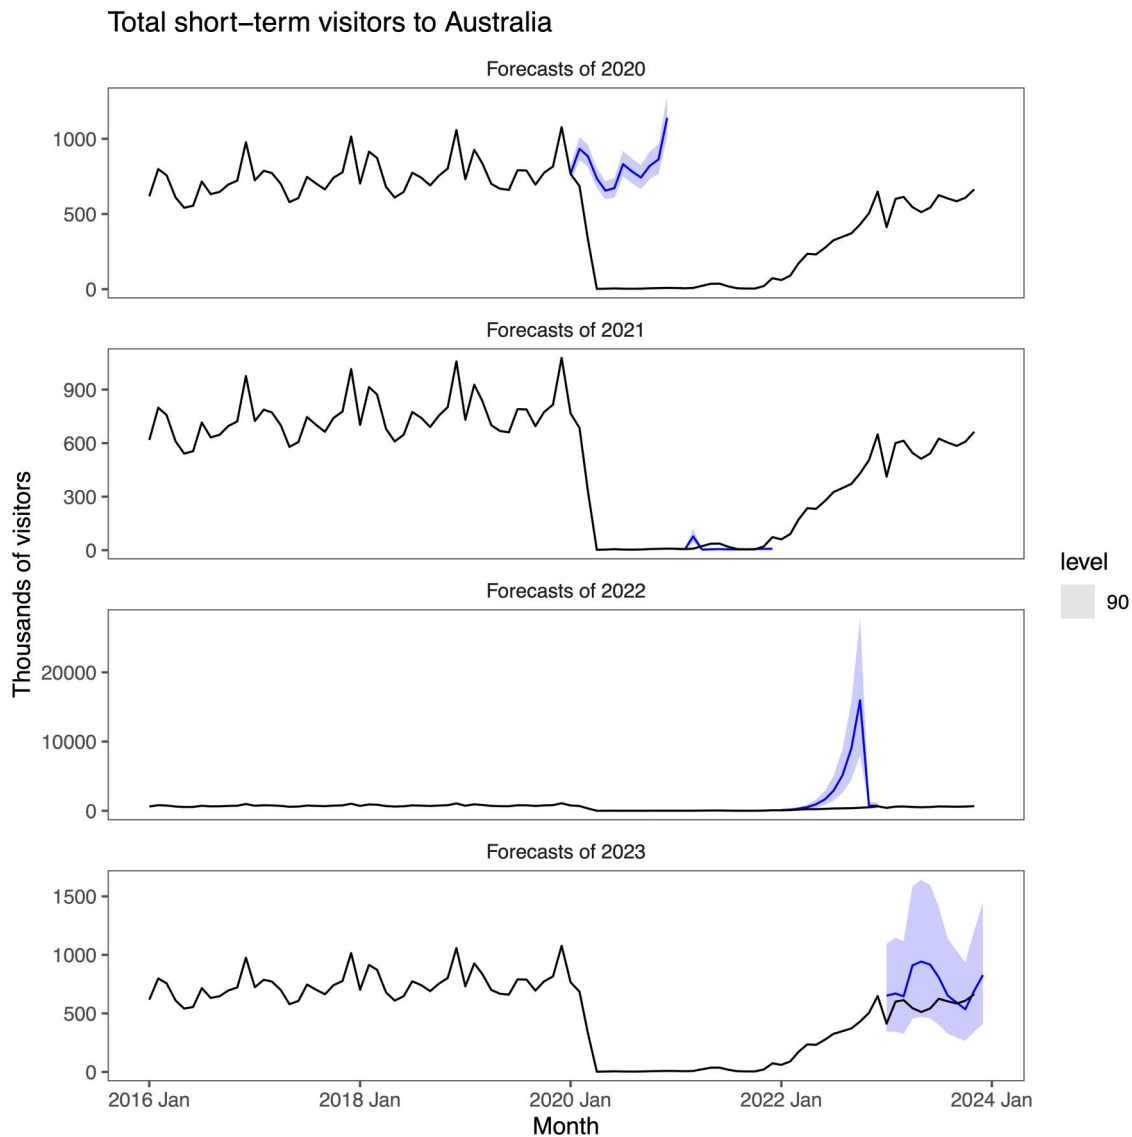 Total short–term visitors to Australia
Forecasts of 2020
1000
500
0
Forecasts of 2021
900
600
300
0
Forecasts of 2022
20000
10000
0
Forecasts of 2023
1500
1000
500
0
2016 Jan
2018 Jan
2020 Jan
2022 Jan
2024 Jan
Month
Thousands of visitors
level
90